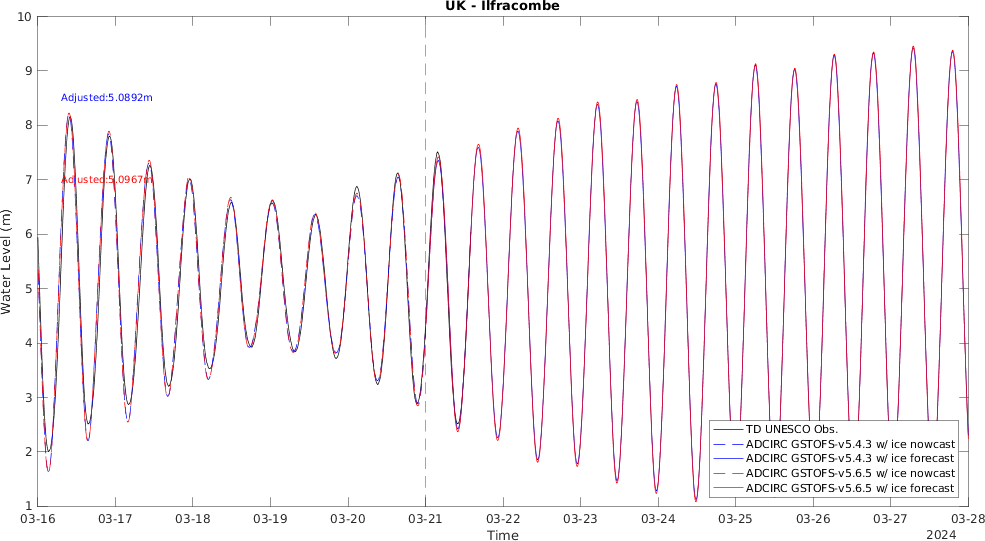 UK - Ilfracombe
10
9
8
7
6
5
4
3
2
1
Water Level (m)
Adjusted:5.0892m
Adjusted:5.0967m
TD UNESCO Obs.
ADCIRC GSTOFS-v5.4.3 w/ ice nowcast
ADCIRC GSTOFS-v5.4.3 w/ ice forecast
ADCIRC GSTOFS-v5.6.5 w/ ice nowcast
ADCIRC GSTOFS-v5.6.5 w/ ice forecast
03-16 03-17 03-18 03-19 03-20 03-21 03-22 03-23 03-24 03-25 03-26 03-27 03-28
Time
2024